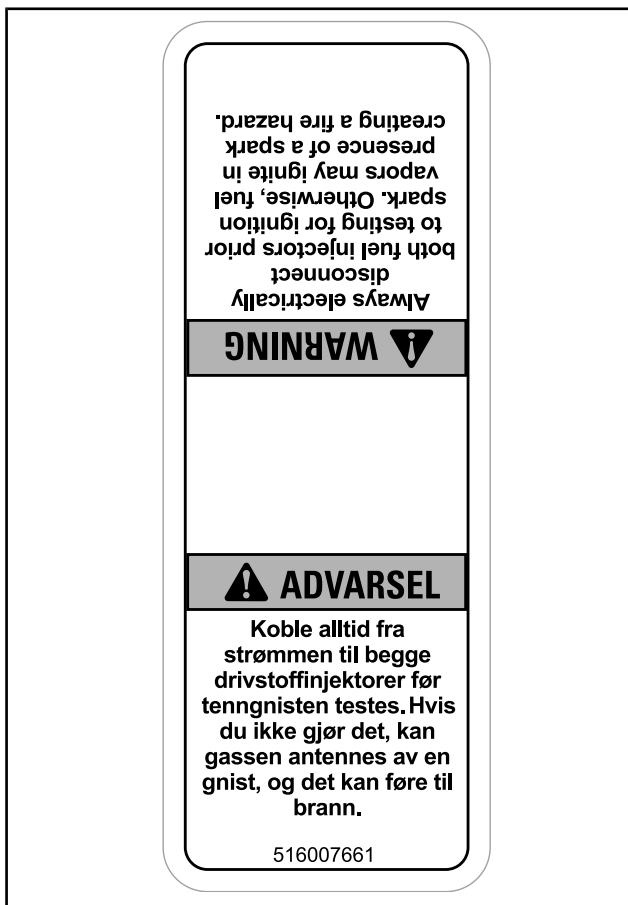 WARNING
Always electrically
disconnect
both fuel injectors prior
to testing for ignition
spark. Otherwise, fuel
vapors may ignite in
presence of a spark
creating a fire hazard.
ADVARSEL
Koble alltid fra
strømmen til begge
drivstoffinjektorer før
tenngnisten testes. Hvis
du ikke gjør det, kan
gassen antennes av en
gnist, og det kan føre til
brann.
516007661